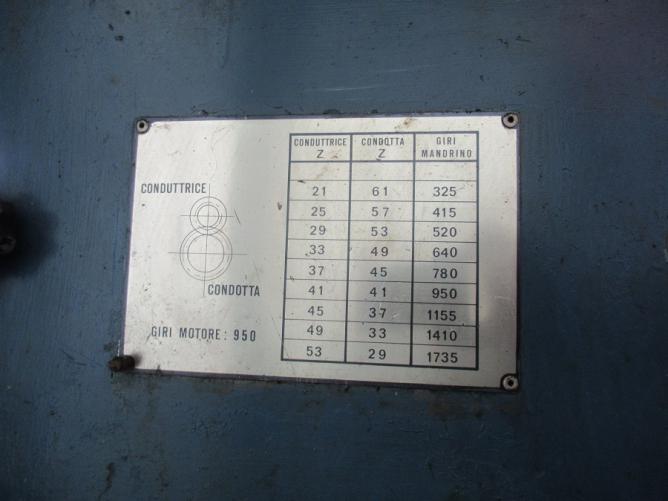 CONDUTTRICE
CONDOTTA
GIRI MOTORE: 950
CONDUTTRICE Z CONDOTTA Z GIRI MANDRINO
21 61 325
25 57 415
29 53 520
33 49 640
37 45 780
41 41 950
45 37 1155
49 33 1410
53 29 1735